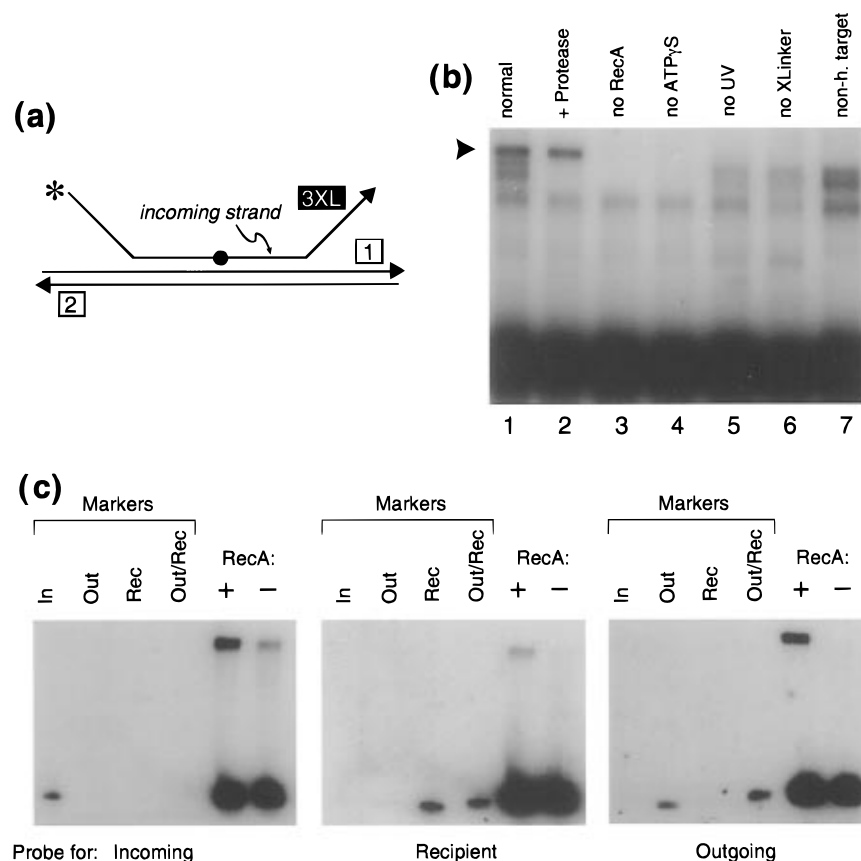 (a)
*
3XL
incoming strand
1
2
(b)
normal
+ Protease
no RecA
no ATPγS
no UV
no XLinker
non-h. target
1 2 3 4 5 6 7
(c)
Markers
In Out Rec Out/Rec
RecA:
+ −
Markers
In Out Rec Out/Rec
RecA:
+ −
Markers
In Out Rec Out/Rec
RecA:
+ −
Probe for: Incoming Recipient Outgoing